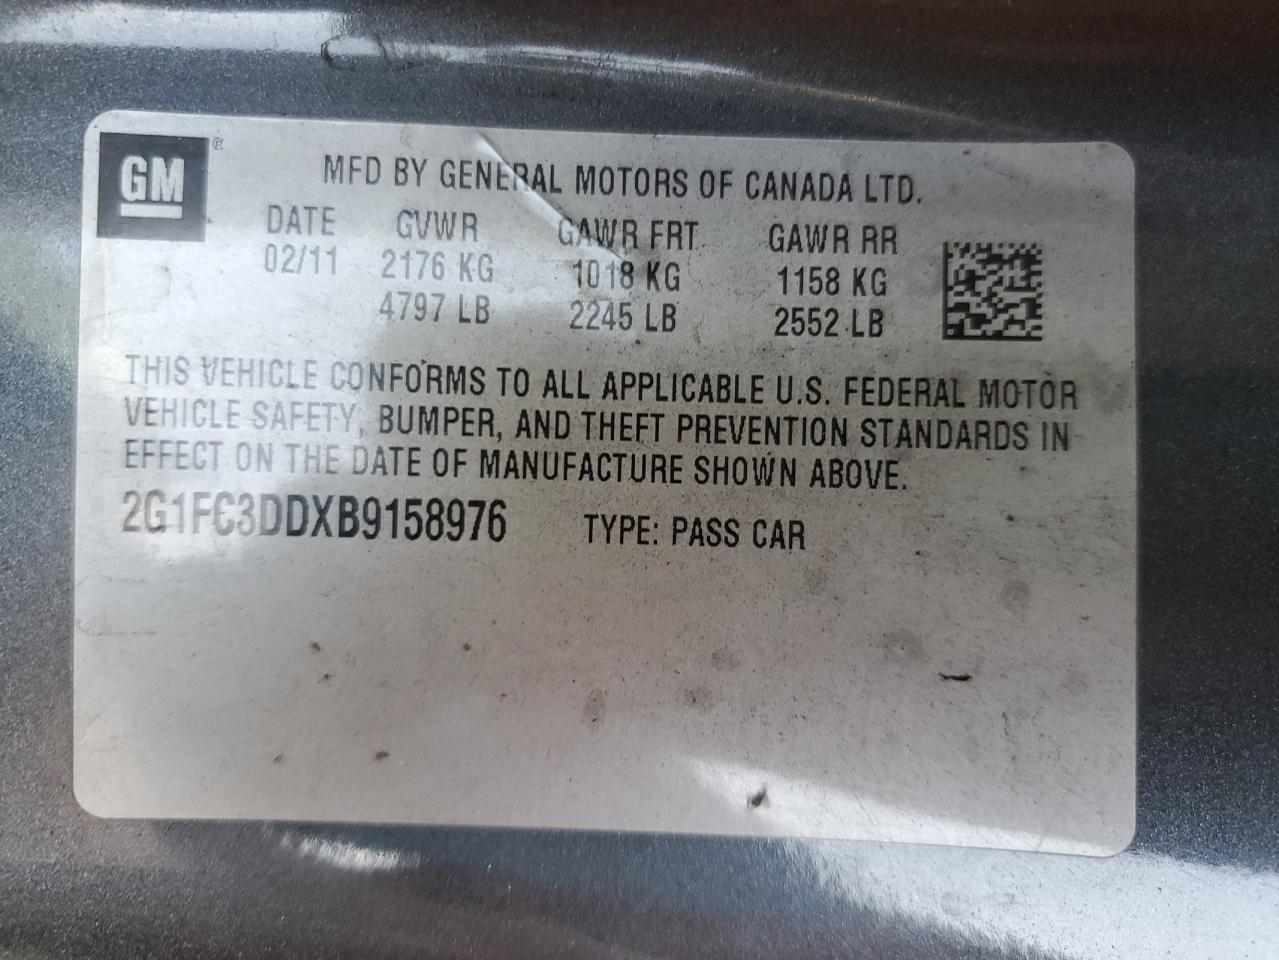 GM®
MFD BY GENERAL MOTORS OF CANADA LTD.
DATE GVWR GAWR FRT GAWR RR
02/11 2176 KG 1018 KG 1158 KG
4797 LB 2245 LB 2552 LB
THIS VEHICLE CONFORMS TO ALL APPLICABLE U.S. FEDERAL MOTOR
VEHICLE SAFETY, BUMPER, AND THEFT PREVENTION STANDARDS IN
EFFECT ON THE DATE OF MANUFACTURE SHOWN ABOVE.
2G1FC3DDXB9158976 TYPE: PASS CAR